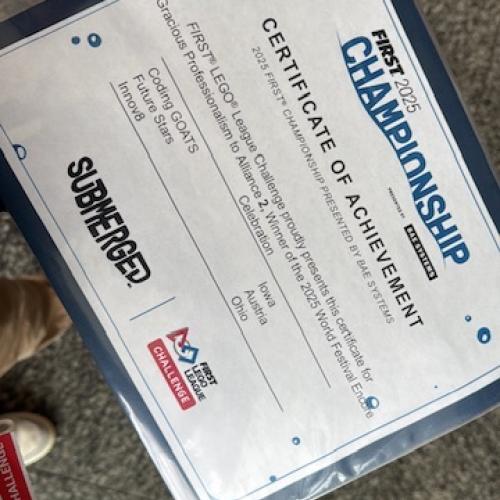 FIRST 2025
CHAMPIONSHIP
PRESENTED BY BAE SYSTEMS
CERTIFICATE OF ACHIEVEMENT
2025 FIRST® CHAMPIONSHIP PRESENTED BY BAE SYSTEMS
FIRST® LEGO® League Challenge proudly presents this certificate for
Gracious Professionalism to Alliance 2, Winner of the 2025 World Festival Encore
Celebration
Coding GOATS Iowa
Future Stars Austria
Innov8 Ohio
SUBMERGED
FIRST
LEGO
LEAGUE
CHALLENGE